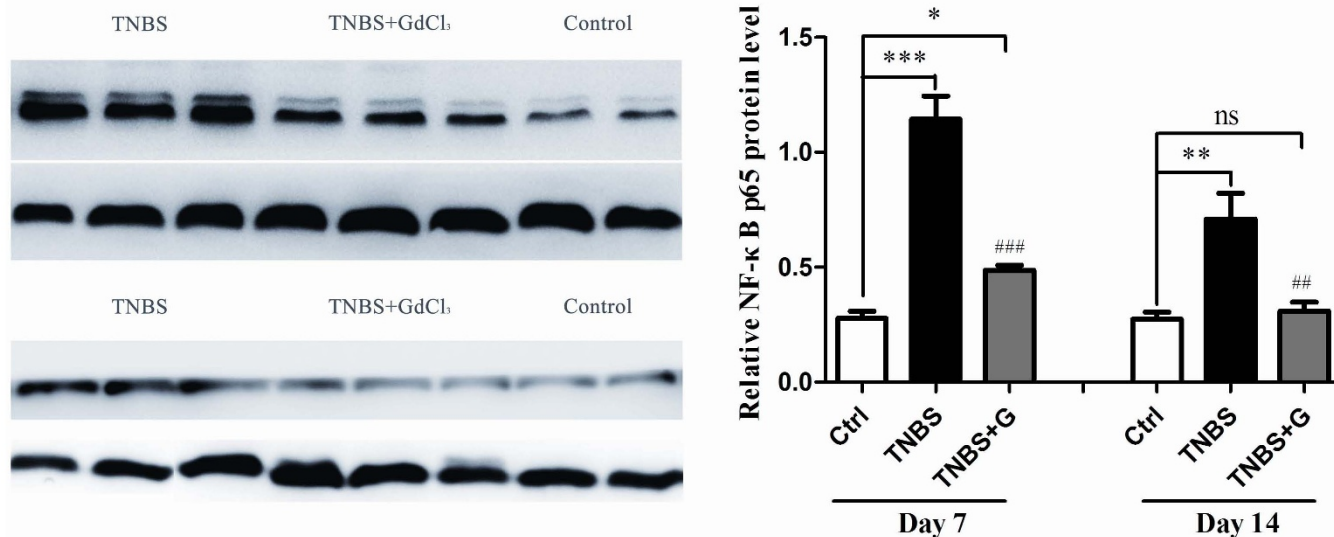 TNBS TNBS+GdCl₃ Control
TNBS TNBS+GdCl₃ Control
Relative NF-κ B p65 protein level
1.5
1.0
0.5
0.0
*
***
###
ns
**
##
Ctrl
TNBS
TNBS+G
Ctrl
TNBS
TNBS+G
Day 7
Day 14